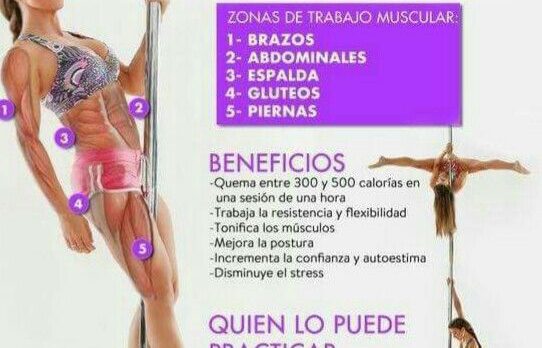 ZONAS DE TRABAJO MUSCULAR:
1- BRAZOS
2- ABDOMINALES
3- ESPALDA
4- GLUTEOS
5- PIERNAS
1
2
3
4
5
BENEFICIOS
-Quema entre 300 y 500 calorías en
una sesión de una hora
-Trabaja la resistencia y flexibilidad
-Tonifica los músculos
-Mejora la postura
-Incrementa la confianza y autoestima
-Disminuye el stress
QUIEN LO PUEDE
PRACTICAR